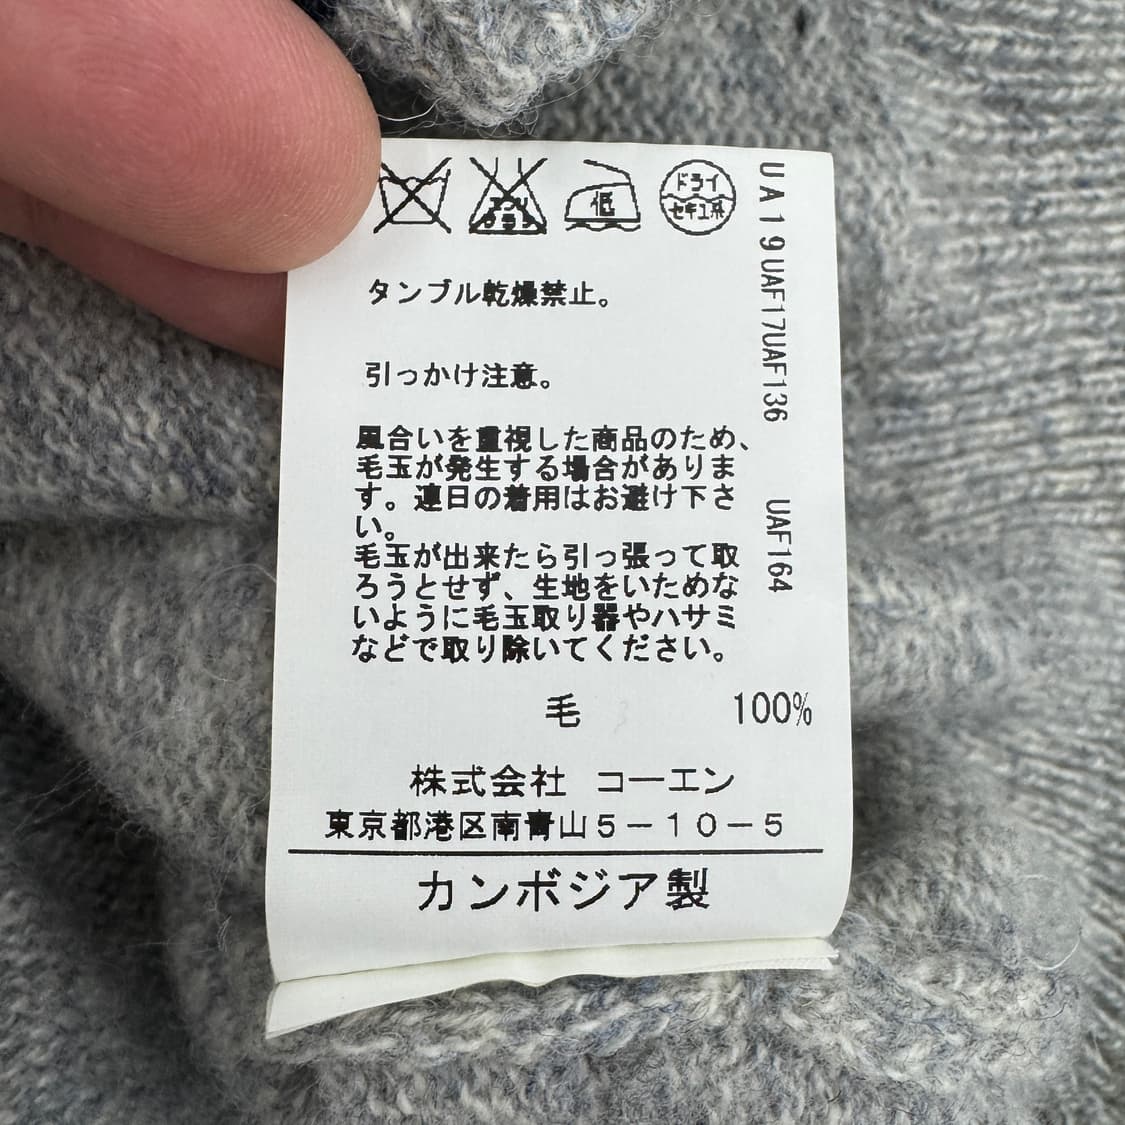 エンソ
サラシ
低
ドライ
セキユ系
タンブル乾燥禁止。
引っかけ注意。
風合いを重視した商品のため、
毛玉が発生する場合がありま
す。連日の着用はお避け下さ
い。
毛玉が出来たら引っ張って取
ろうとせず、生地をいためな
いように毛玉取り器やハサミ
などで取り除いてください。
毛 100%
株式会社 コーエン
東京都港区南青山5－10－5
カンボジア製
UA19UAF17UAF136 UAF164